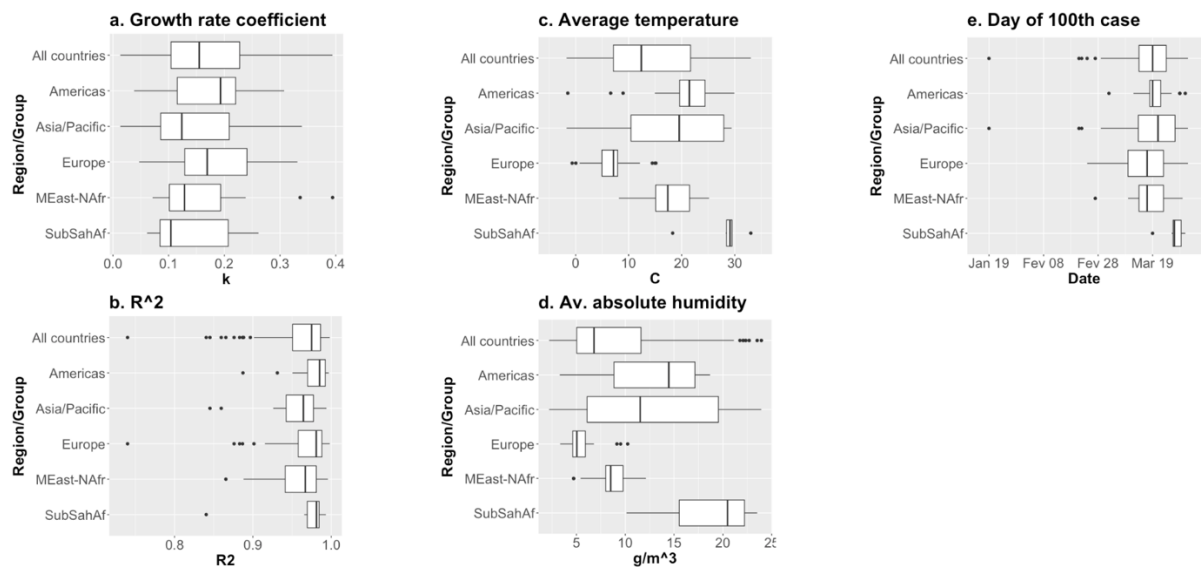 a. Growth rate coefficient
Region/Group
All countries
Americas
Asia/Pacific
Europe
MEast-NAfr
SubSahAf
0.0 0.1 0.2 0.3 0.4
k
b. R^2
Region/Group
All countries
Americas
Asia/Pacific
Europe
MEast-NAfr
SubSahAf
0.8 0.9 1.0
R2
c. Average temperature
Region/Group
All countries
Americas
Asia/Pacific
Europe
MEast-NAfr
SubSahAf
0 10 20 30
C
d. Av. absolute humidity
Region/Group
All countries
Americas
Asia/Pacific
Europe
MEast-NAfr
SubSahAf
5 10 15 20 25
g/m^3
e. Day of 100th case
Region/Group
All countries
Americas
Asia/Pacific
Europe
MEast-NAfr
SubSahAf
Jan 19 Fev 08 Fev 28 Mar 19
Date